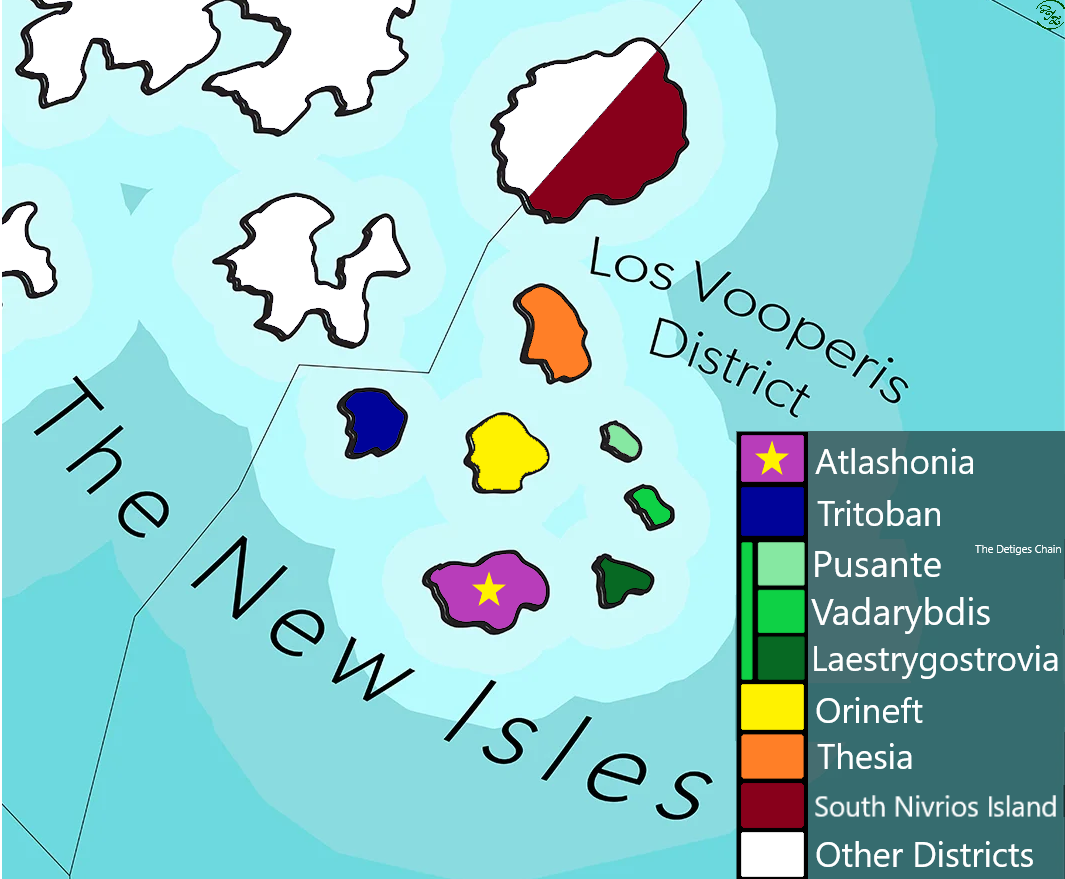 Los Vooperis
District
The New Isles
Atlashonia
Tritoban
The Detiges Chain
Pusante
Vadarybdis
Laestrygostrovia
Orineft
Thesia
South Nivrios Island
Other Districts